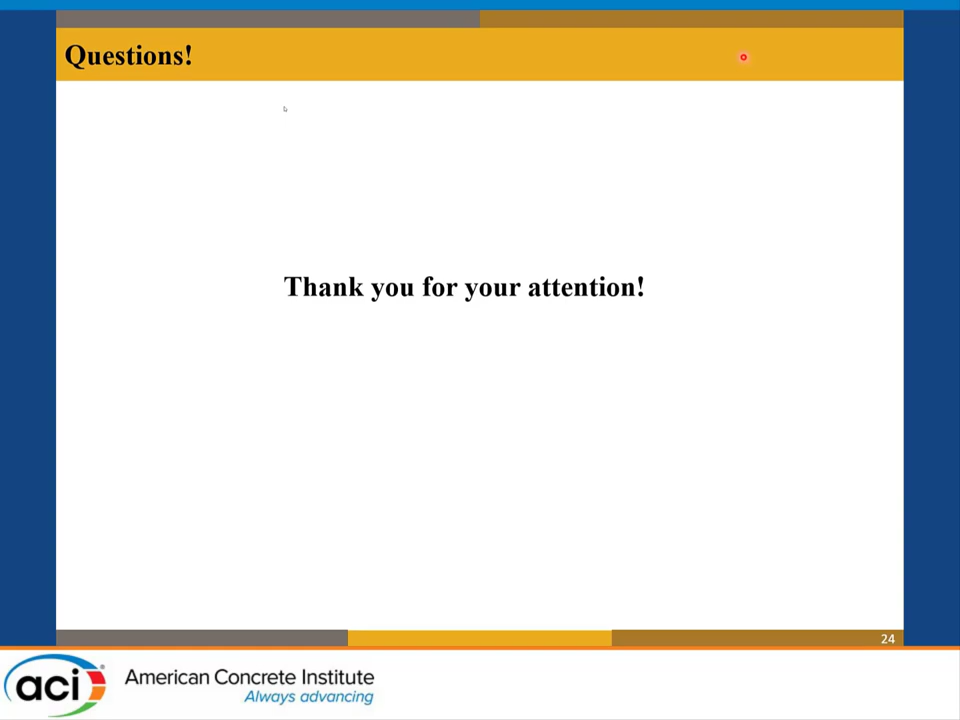 Questions!
Thank you for your attention!
24
aci
American Concrete Institute
Always advancing